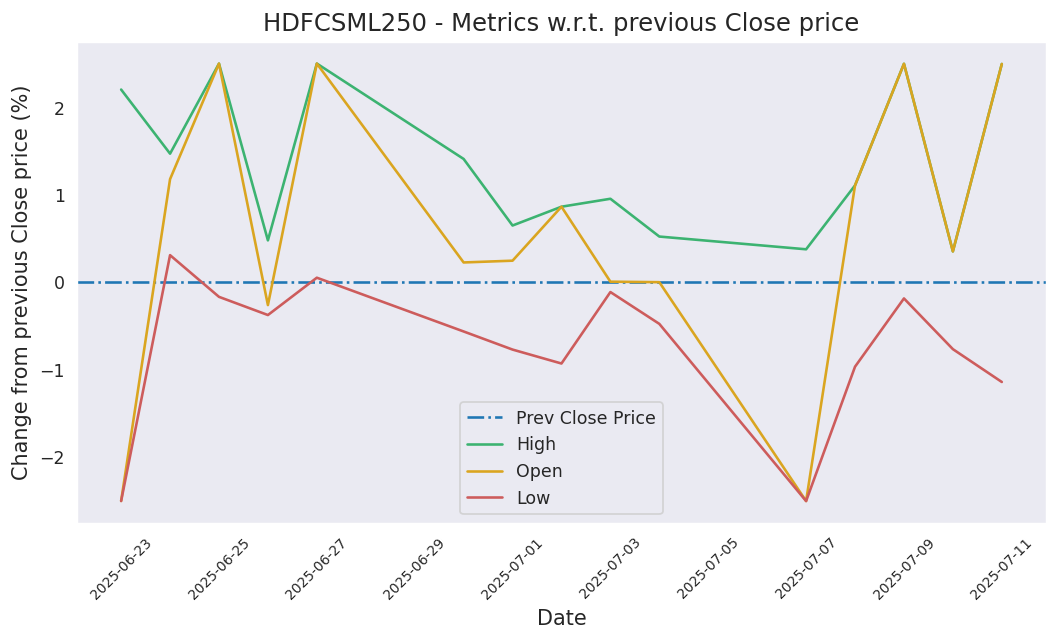 HDFCSML250 - Metrics w.r.t. previous Close price
Change from previous Close price (%)
2
1
0
−1
−2
Prev Close Price
High
Open
Low
2025-06-23
2025-06-25
2025-06-27
2025-06-29
2025-07-01
2025-07-03
2025-07-05
2025-07-07
2025-07-09
2025-07-11
Date